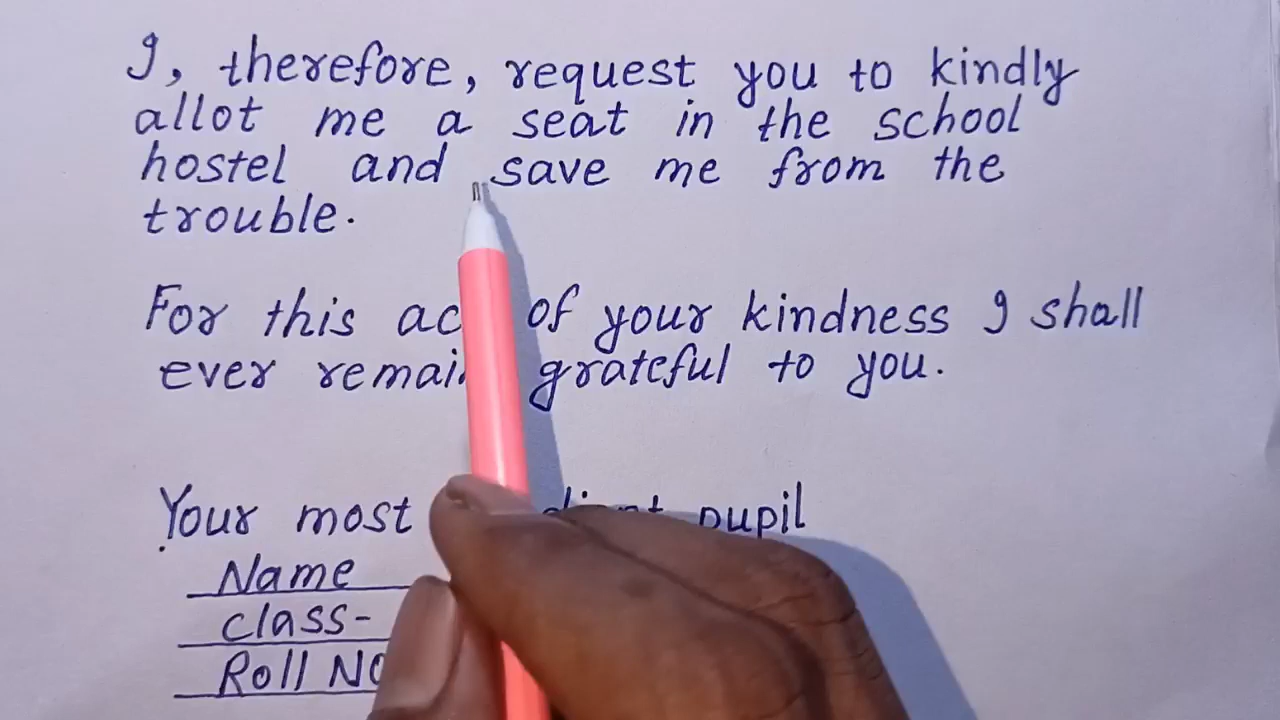 I, therefore, request you to kindly
allot me a seat in the school
hostel and save me from the
trouble.
For this of your kindness I shall
ever grateful to you.
Your most pupil
Name
class-
Roll